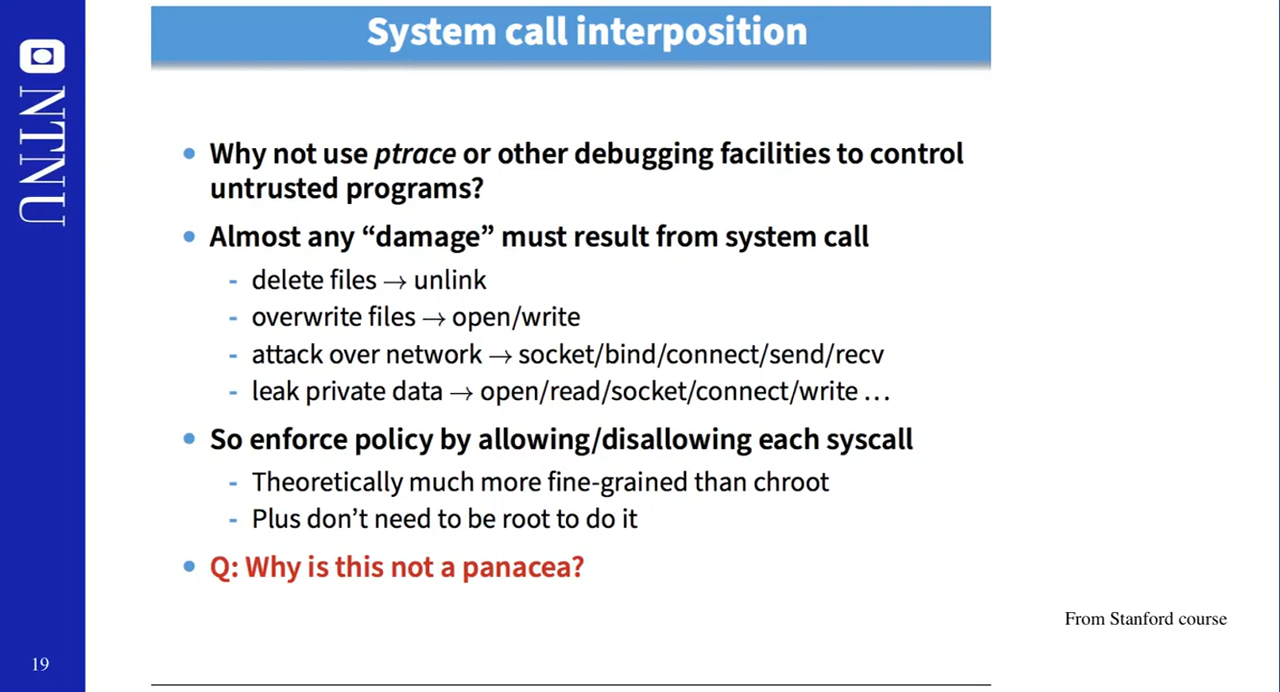 System call interposition
NTNU
• Why not use ptrace or other debugging facilities to control
untrusted programs?
• Almost any “damage” must result from system call
- delete files → unlink
- overwrite files → open/write
- attack over network → socket/bind/connect/send/recv
- leak private data → open/read/socket/connect/write …
• So enforce policy by allowing/disallowing each syscall
- Theoretically much more fine-grained than chroot
- Plus don’t need to be root to do it
• Q: Why is this not a panacea?
From Stanford course
19